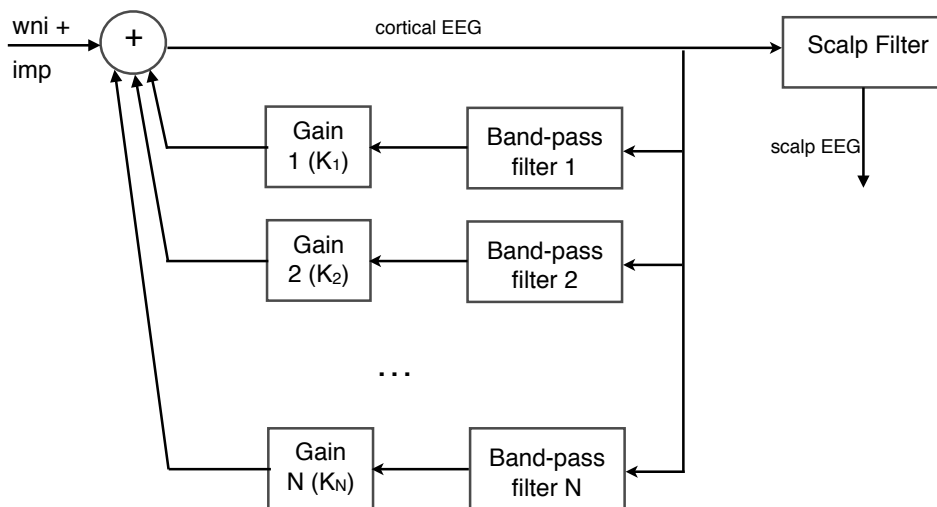 wni +
imp
+
cortical EEG
Scalp Filter
scalp EEG
Gain
1 (K₁)
Band-pass
filter 1
Gain
2 (K₂)
Band-pass
filter 2
...
Gain
N (K_N)
Band-pass
filter N